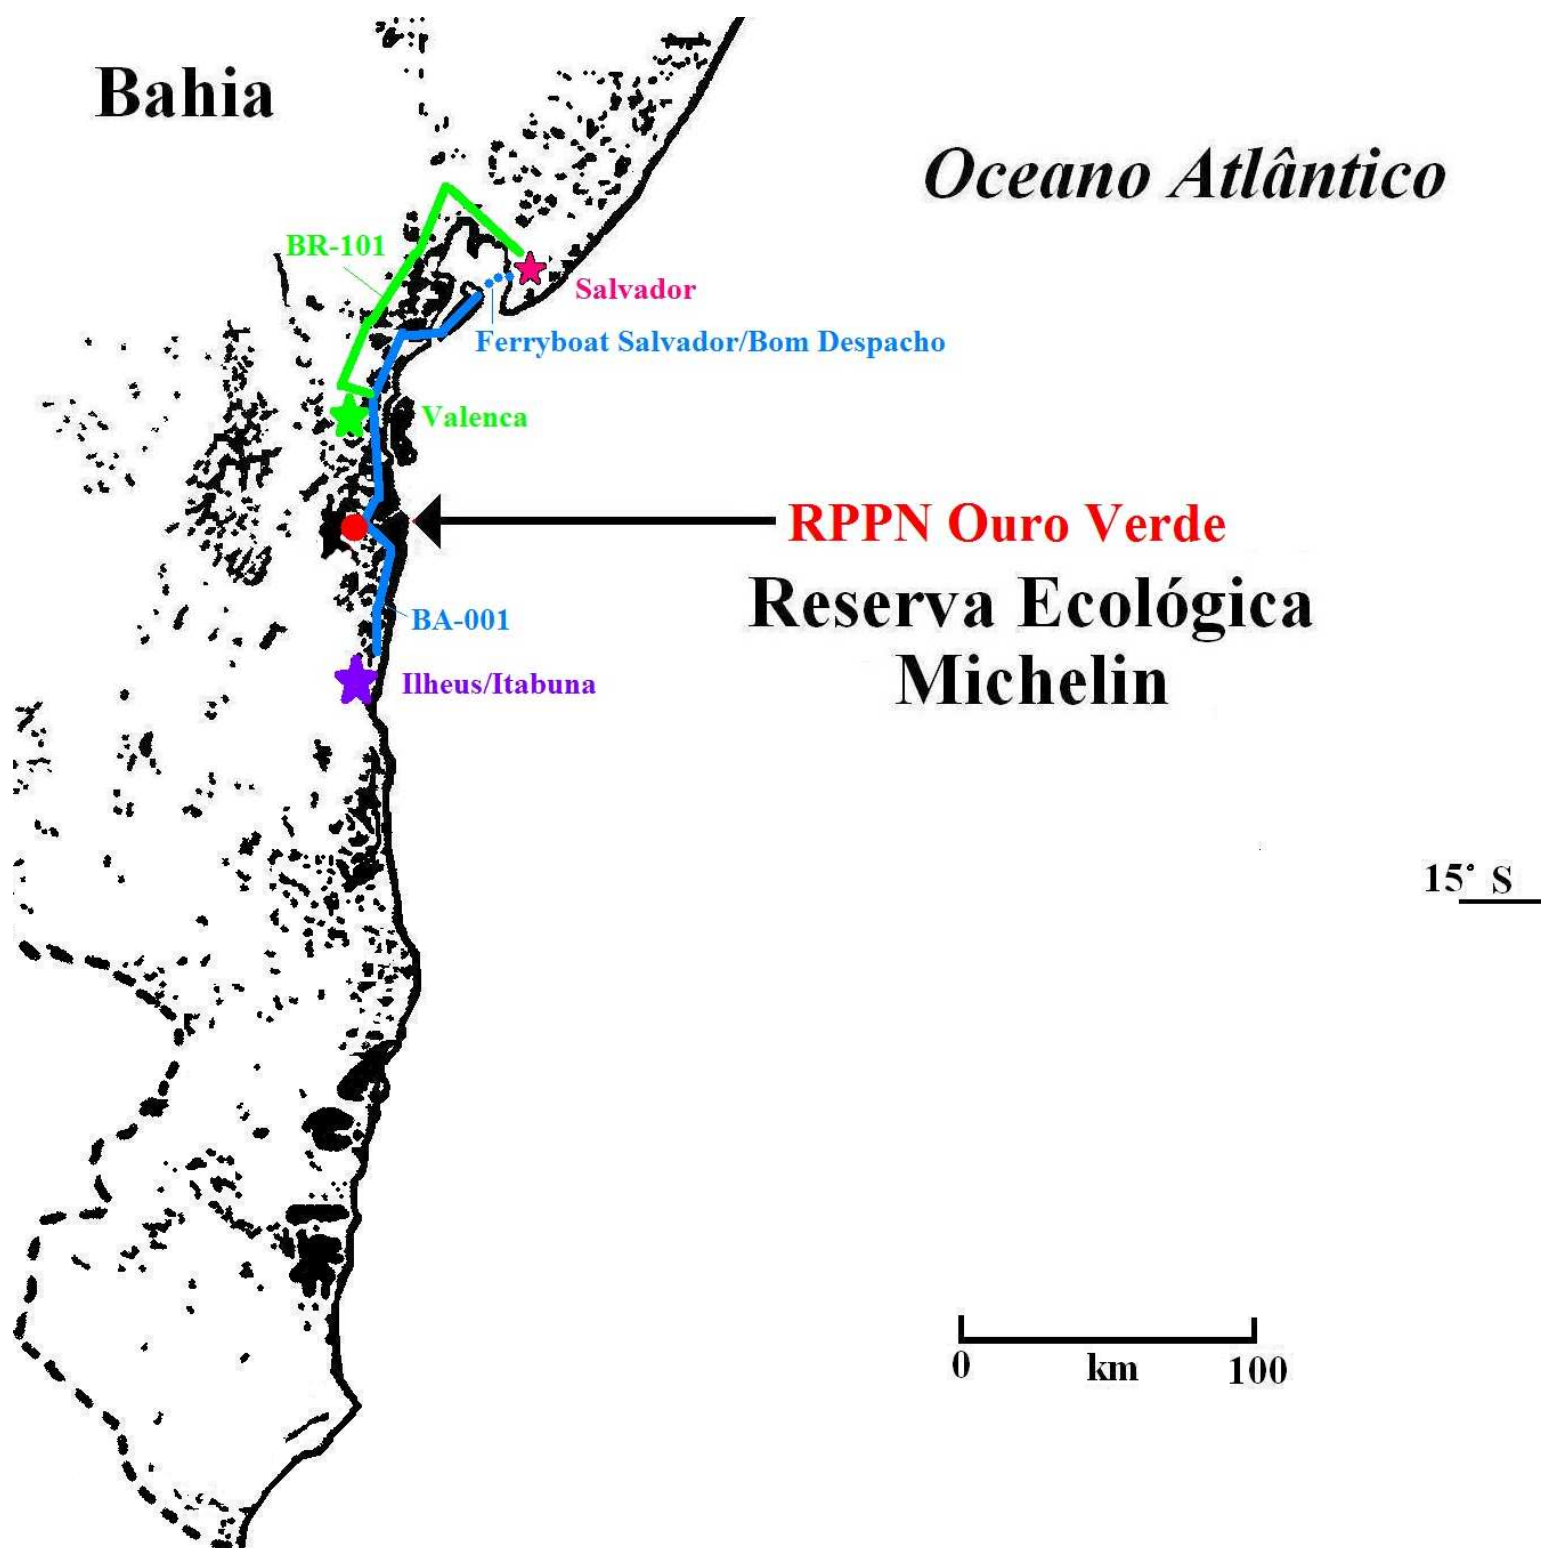 Bahia
Oceano Atlântico
BR-101
Salvador
Ferryboat Salvador/Bom Despacho
Valenca
RPPN Ouro Verde
Reserva Ecológica
Michelin
BA-001
Ilheus/Itabuna
15° S
0 km 100